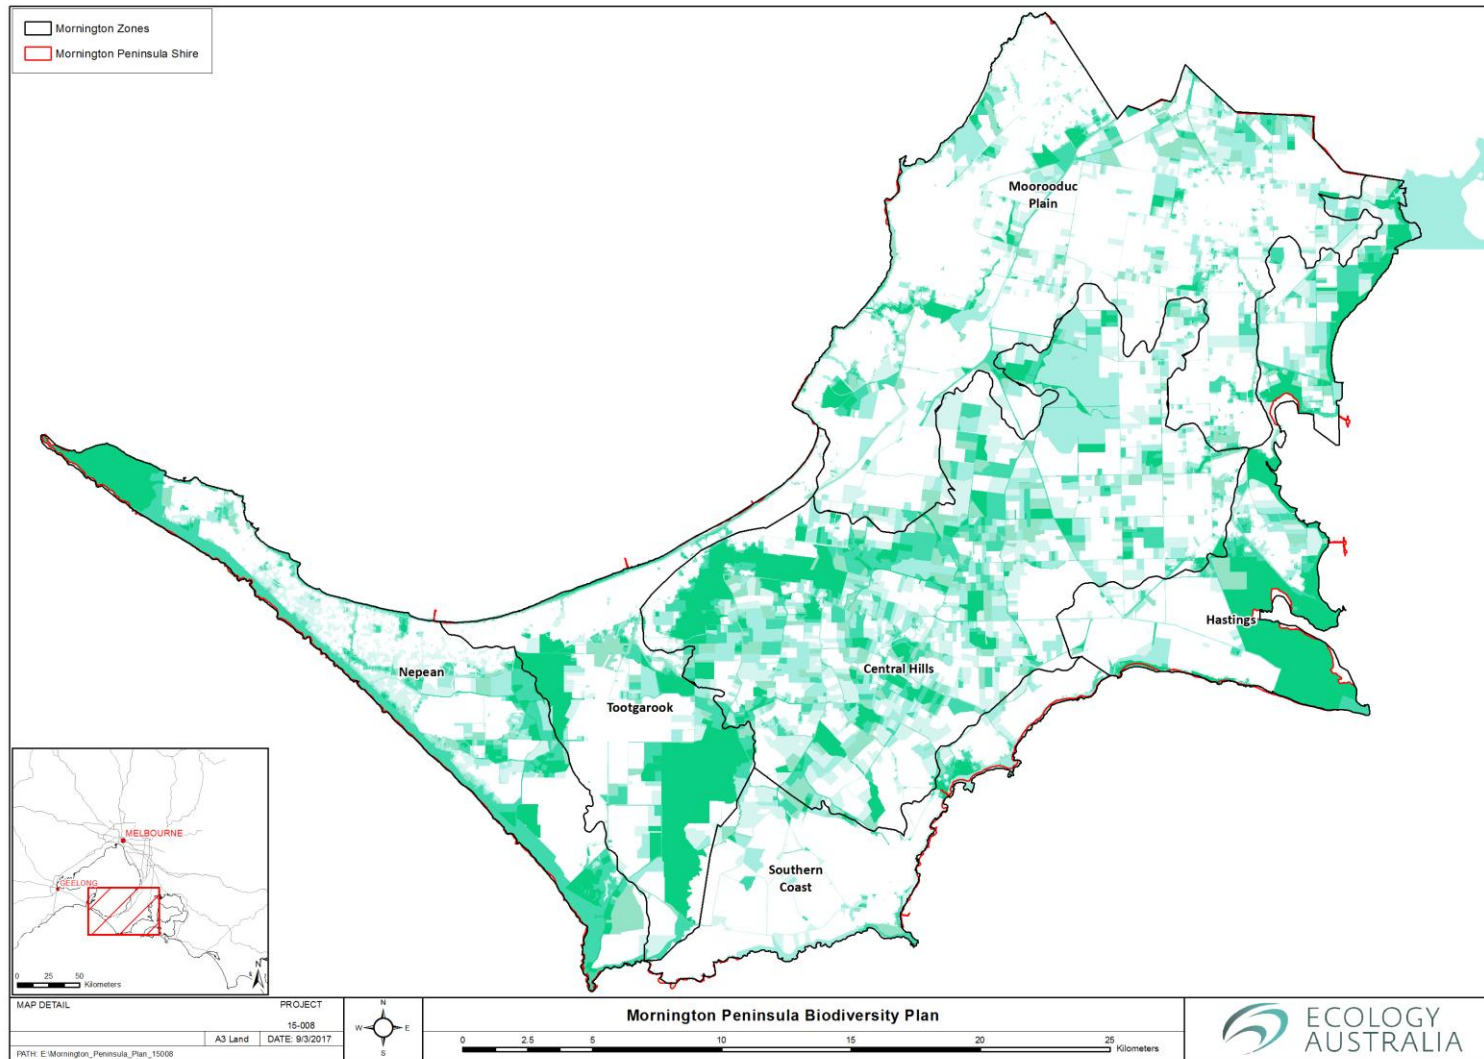 Mornington Zones
Mornington Peninsula Shire
Moorooduc
Plain
Nepean
Tootgarook
Central Hills
Hastings
Southern
Coast
MELBOURNE
GEELONG
N
0 25 50
Kilometers
MAP DETAIL
PROJECT
15-008
A3 Land
DATE: 9/3/2017
PATH: E:\Mornington_Peninsula_Plan_15008
N
W E
S
Mornington Peninsula Biodiversity Plan
0 2.5 5 10 15 20 25
Kilometers
ECOLOGY
AUSTRALIA